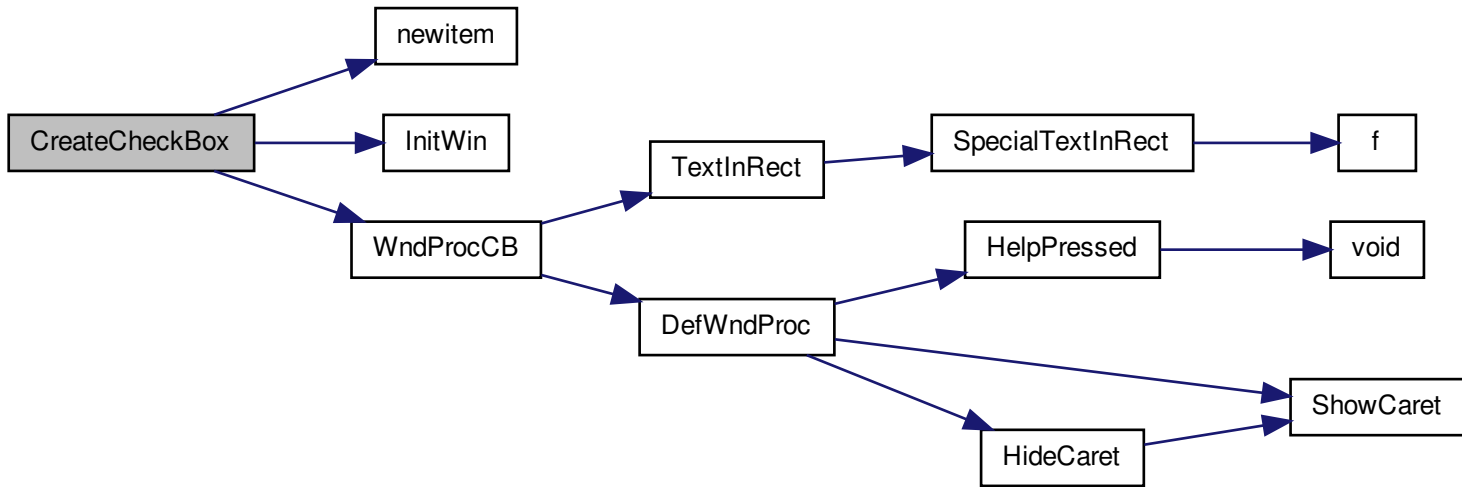 newitem
CreateCheckBox
InitWin
WndProcCB
TextInRect
SpecialTextInRect
f
DefWndProc
HelpPressed
void
HideCaret
ShowCaret